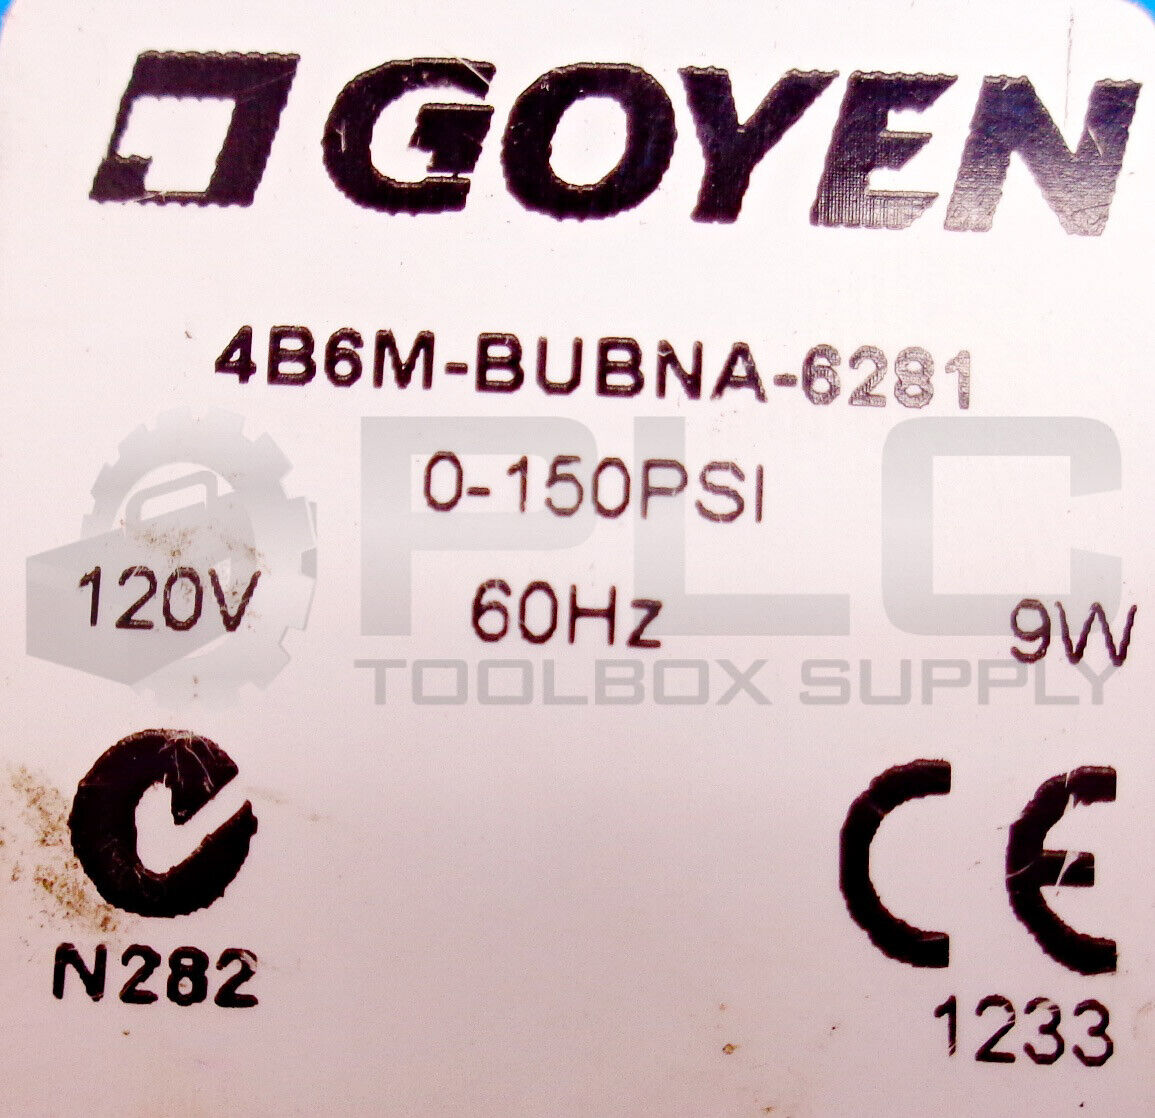 GOYEN
4B6M-BUBNA-6281
0-150PSI
120V 60Hz 9W
PLC
TOOLBOX SUPPLY
CE
N282
1233